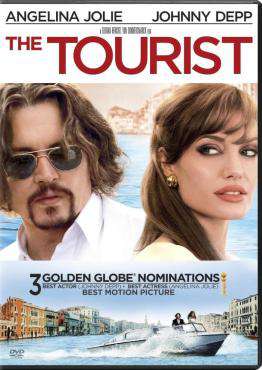 ANGELINA JOLIE JOHNNY DEPP
THE TOURIST
3 GOLDEN GLOBE® NOMINATIONS
BEST ACTOR (JOHNNY DEPP) • BEST ACTRESS (ANGELINA JOLIE)
BEST MOTION PICTURE
DVD